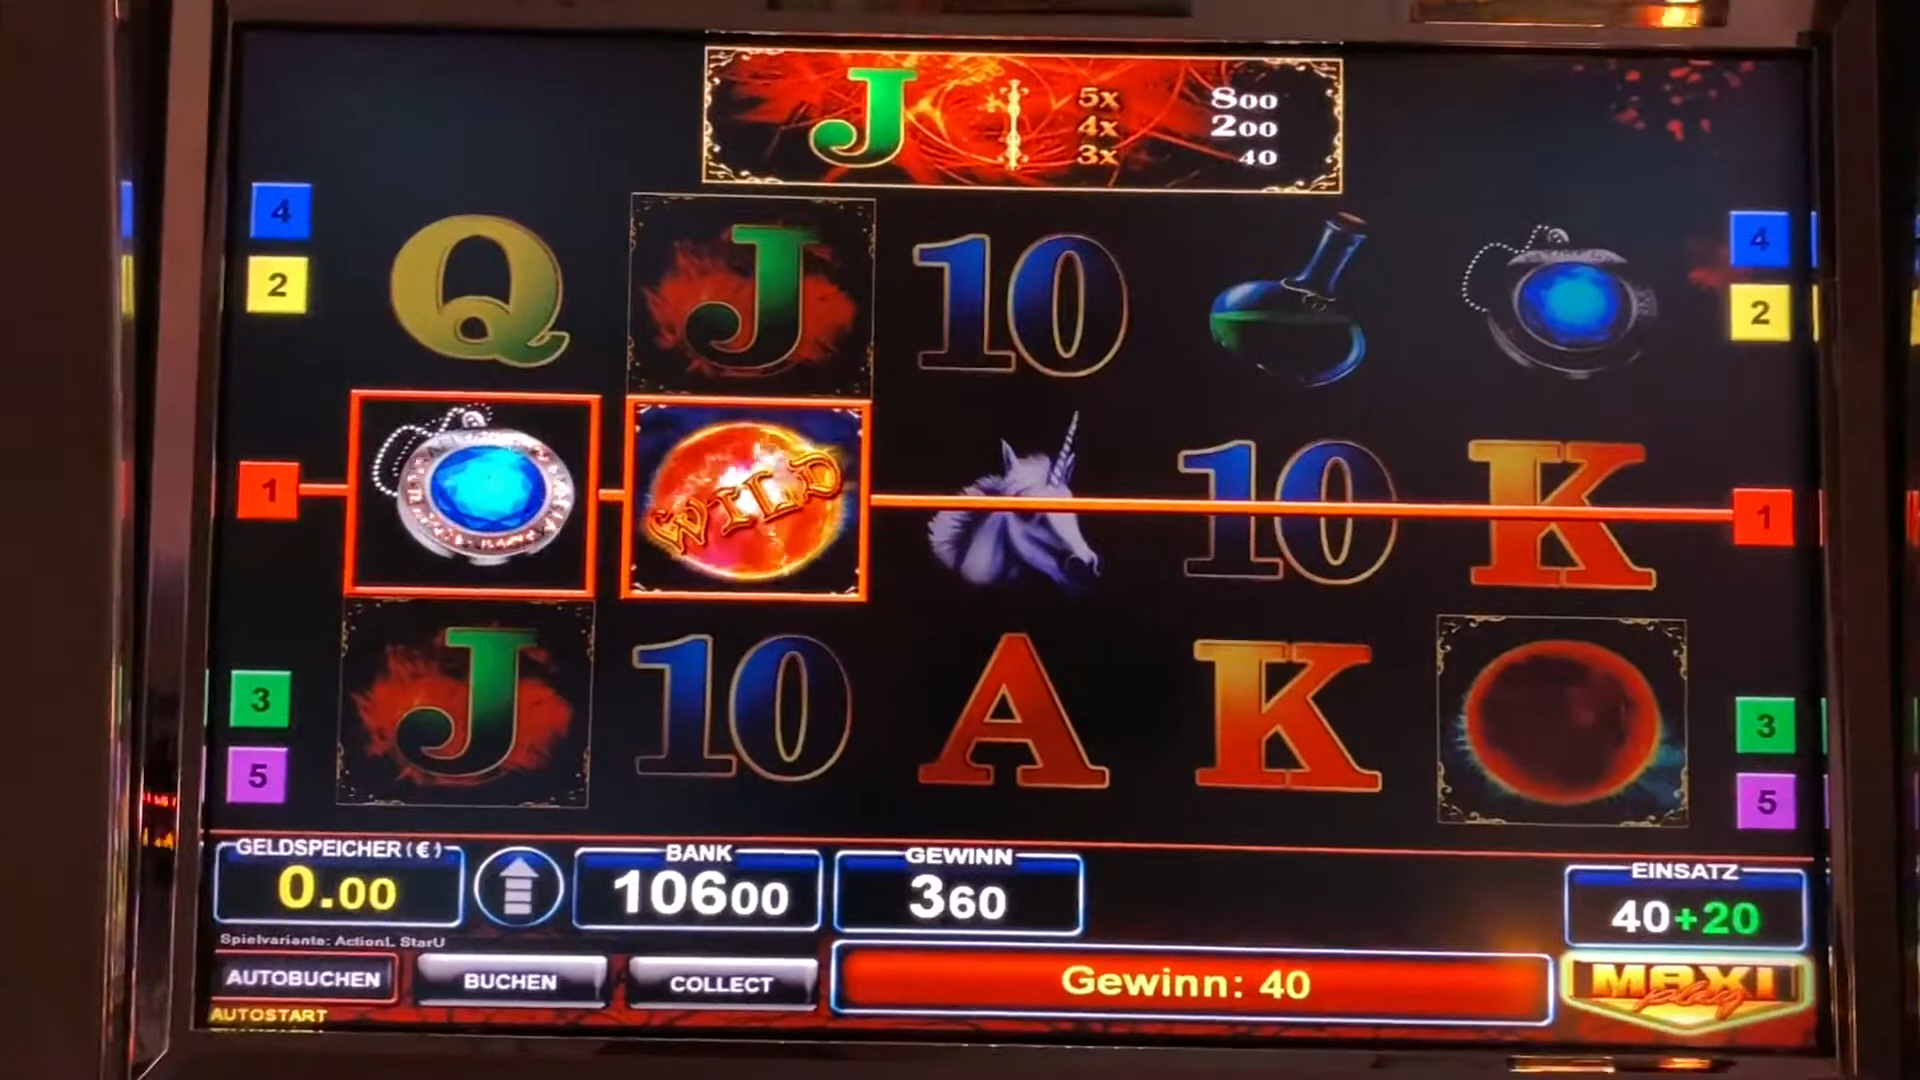 J 5x 800
4x 200
3x 40
4 Q J 10 4
2 2
1 WILD 10 K 1
3 J 10 A K 3
5 5
GELDSPEICHER (€) BANK GEWINN EINSATZ
0.00 10600 360 40+20
Spielvariante: ActionL StarU
AUTOBUCHEN BUCHEN COLLECT Gewinn: 40 MAXI play
AUTOSTART